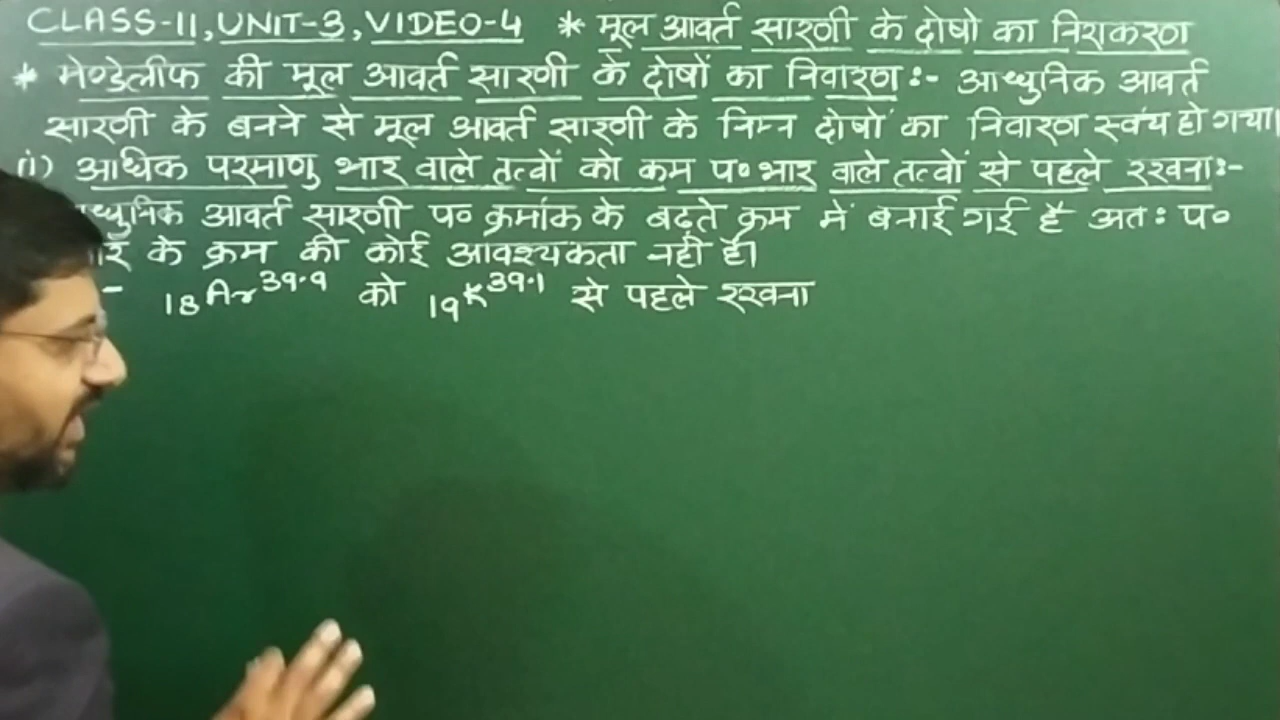 CLASS-11, UNIT-3, VIDEO-4 * मूल आवर्त सारणी के दोषो का निराकरण
* मेण्डेलीफ की मूल आवर्त सारणी के दोषों का निवारण :- आध्युनिक आवर्त
सारणी के बनने से मूल आवर्त सारणी के निम्न दोषों का निवारण स्वंय हो गया।
(i) आधिक परमाणु भार वाले तत्वों को कम प० भार वाले तत्वों से पहले रखना :-
ध्युनिक आवर्त सारणी प० क्रमांक के बढ़ते क्रम में बनाई गई है अतः प०
के क्रम की कोई आवश्यकता नही है।
- ₁₈Ar³⁹·⁹ को ₁₉K³⁹·¹ से पहले रखना